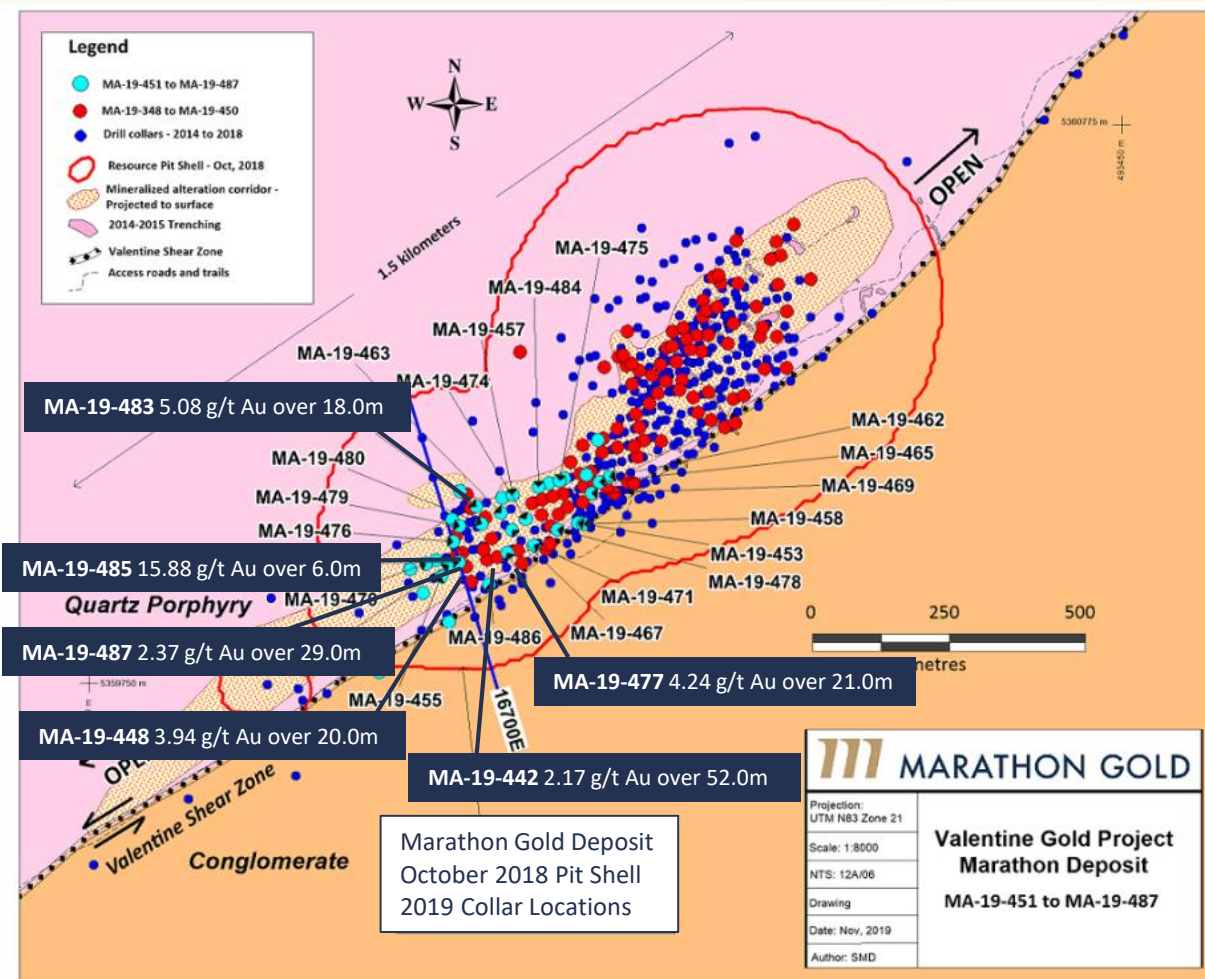 Legend
MA-19-451 to MA-19-487
MA-19-348 to MA-19-450
Drill collars - 2014 to 2018
Resource Pit Shell - Oct, 2018
Mineralized alteration corridor -
Projected to surface
2014-2015 Trenching
Valentine Shear Zone
Access roads and trails
N
W
E
S
5360775 m
493450 m
OPEN
1.5 kilometers
MA-19-475
MA-19-484
MA-19-457
MA-19-463
MA-19-474
MA-19-483 5.08 g/t Au over 18.0m
MA-19-462
MA-19-465
MA-19-469
MA-19-458
MA-19-453
MA-19-478
MA-19-480
MA-19-479
MA-19-476
MA-19-485 15.88 g/t Au over 6.0m
Quartz Porphyry
MA-19-471
MA-19-467
MA-19-486
0
250
500
metres
MA-19-487 2.37 g/t Au over 29.0m
5359750 m
MA-19-477 4.24 g/t Au over 21.0m
MA-19-455
16700E
MA-19-448 3.94 g/t Au over 20.0m
MA-19-442 2.17 g/t Au over 52.0m
Valentine Shear Zone
Conglomerate
Marathon Gold Deposit
October 2018 Pit Shell
2019 Collar Locations
MARATHON GOLD
Projection:
UTM N83 Zone 21
Scale: 1:8000
NTS: 12A/06
Drawing
Date: Nov, 2019
Author: SMD
Valentine Gold Project
Marathon Deposit
MA-19-451 to MA-19-487